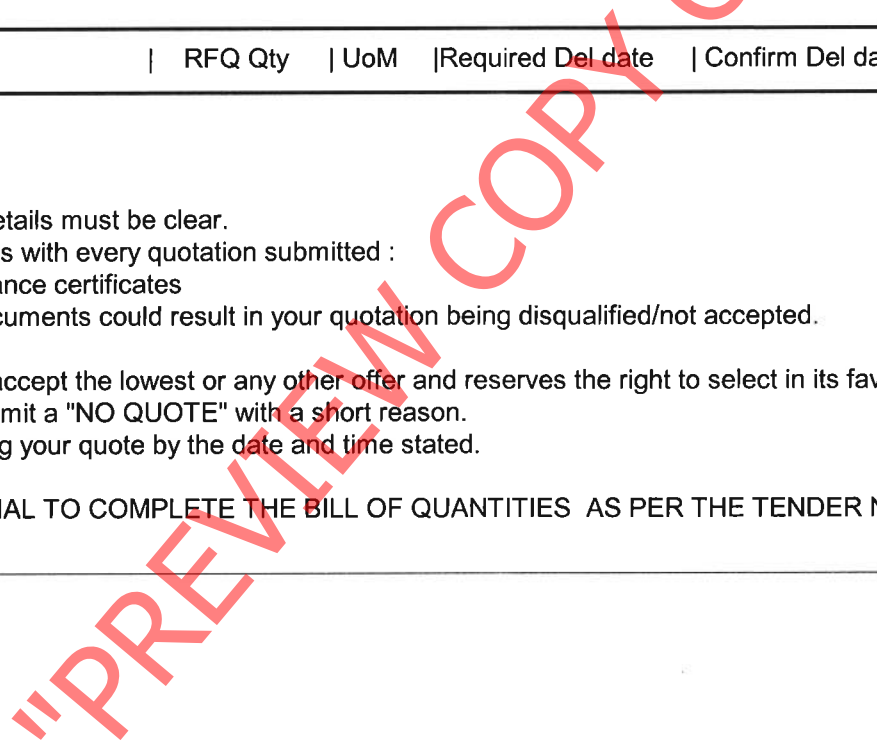 | RFQ Qty | UoM |Required Del date | Confirm Del da
etails must be clear.
s with every quotation submitted :
ance certificates
cuments could result in your quotation being disqualified/not accepted.
accept the lowest or any other offer and reserves the right to select in its fav
mit a "NO QUOTE" with a short reason.
g your quote by the date and time stated.
IAL TO COMPLETE THE BILL OF QUANTITIES AS PER THE TENDER N
"PREVIEW COPY